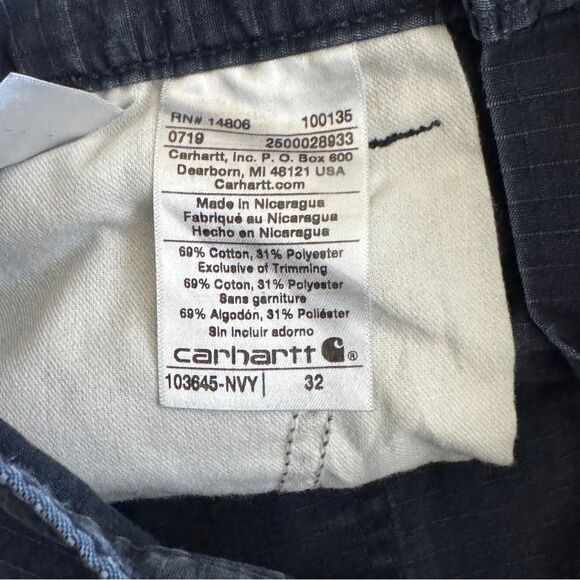 RN# 14806 100135
0719 2500028933
Carhartt, Inc. P. O. Box 600
Dearborn, MI 48121 USA
Carhartt.com
Made in Nicaragua
Fabriqué au Nicaragua
Hecho en Nicaragua
69% Cotton, 31% Polyester
Exclusive of Trimming
69% Coton, 31% Polyester
Sans garniture
69% Algodón, 31% Poliéster
Sin incluir adorno
carhartt ®
103645-NVY | 32